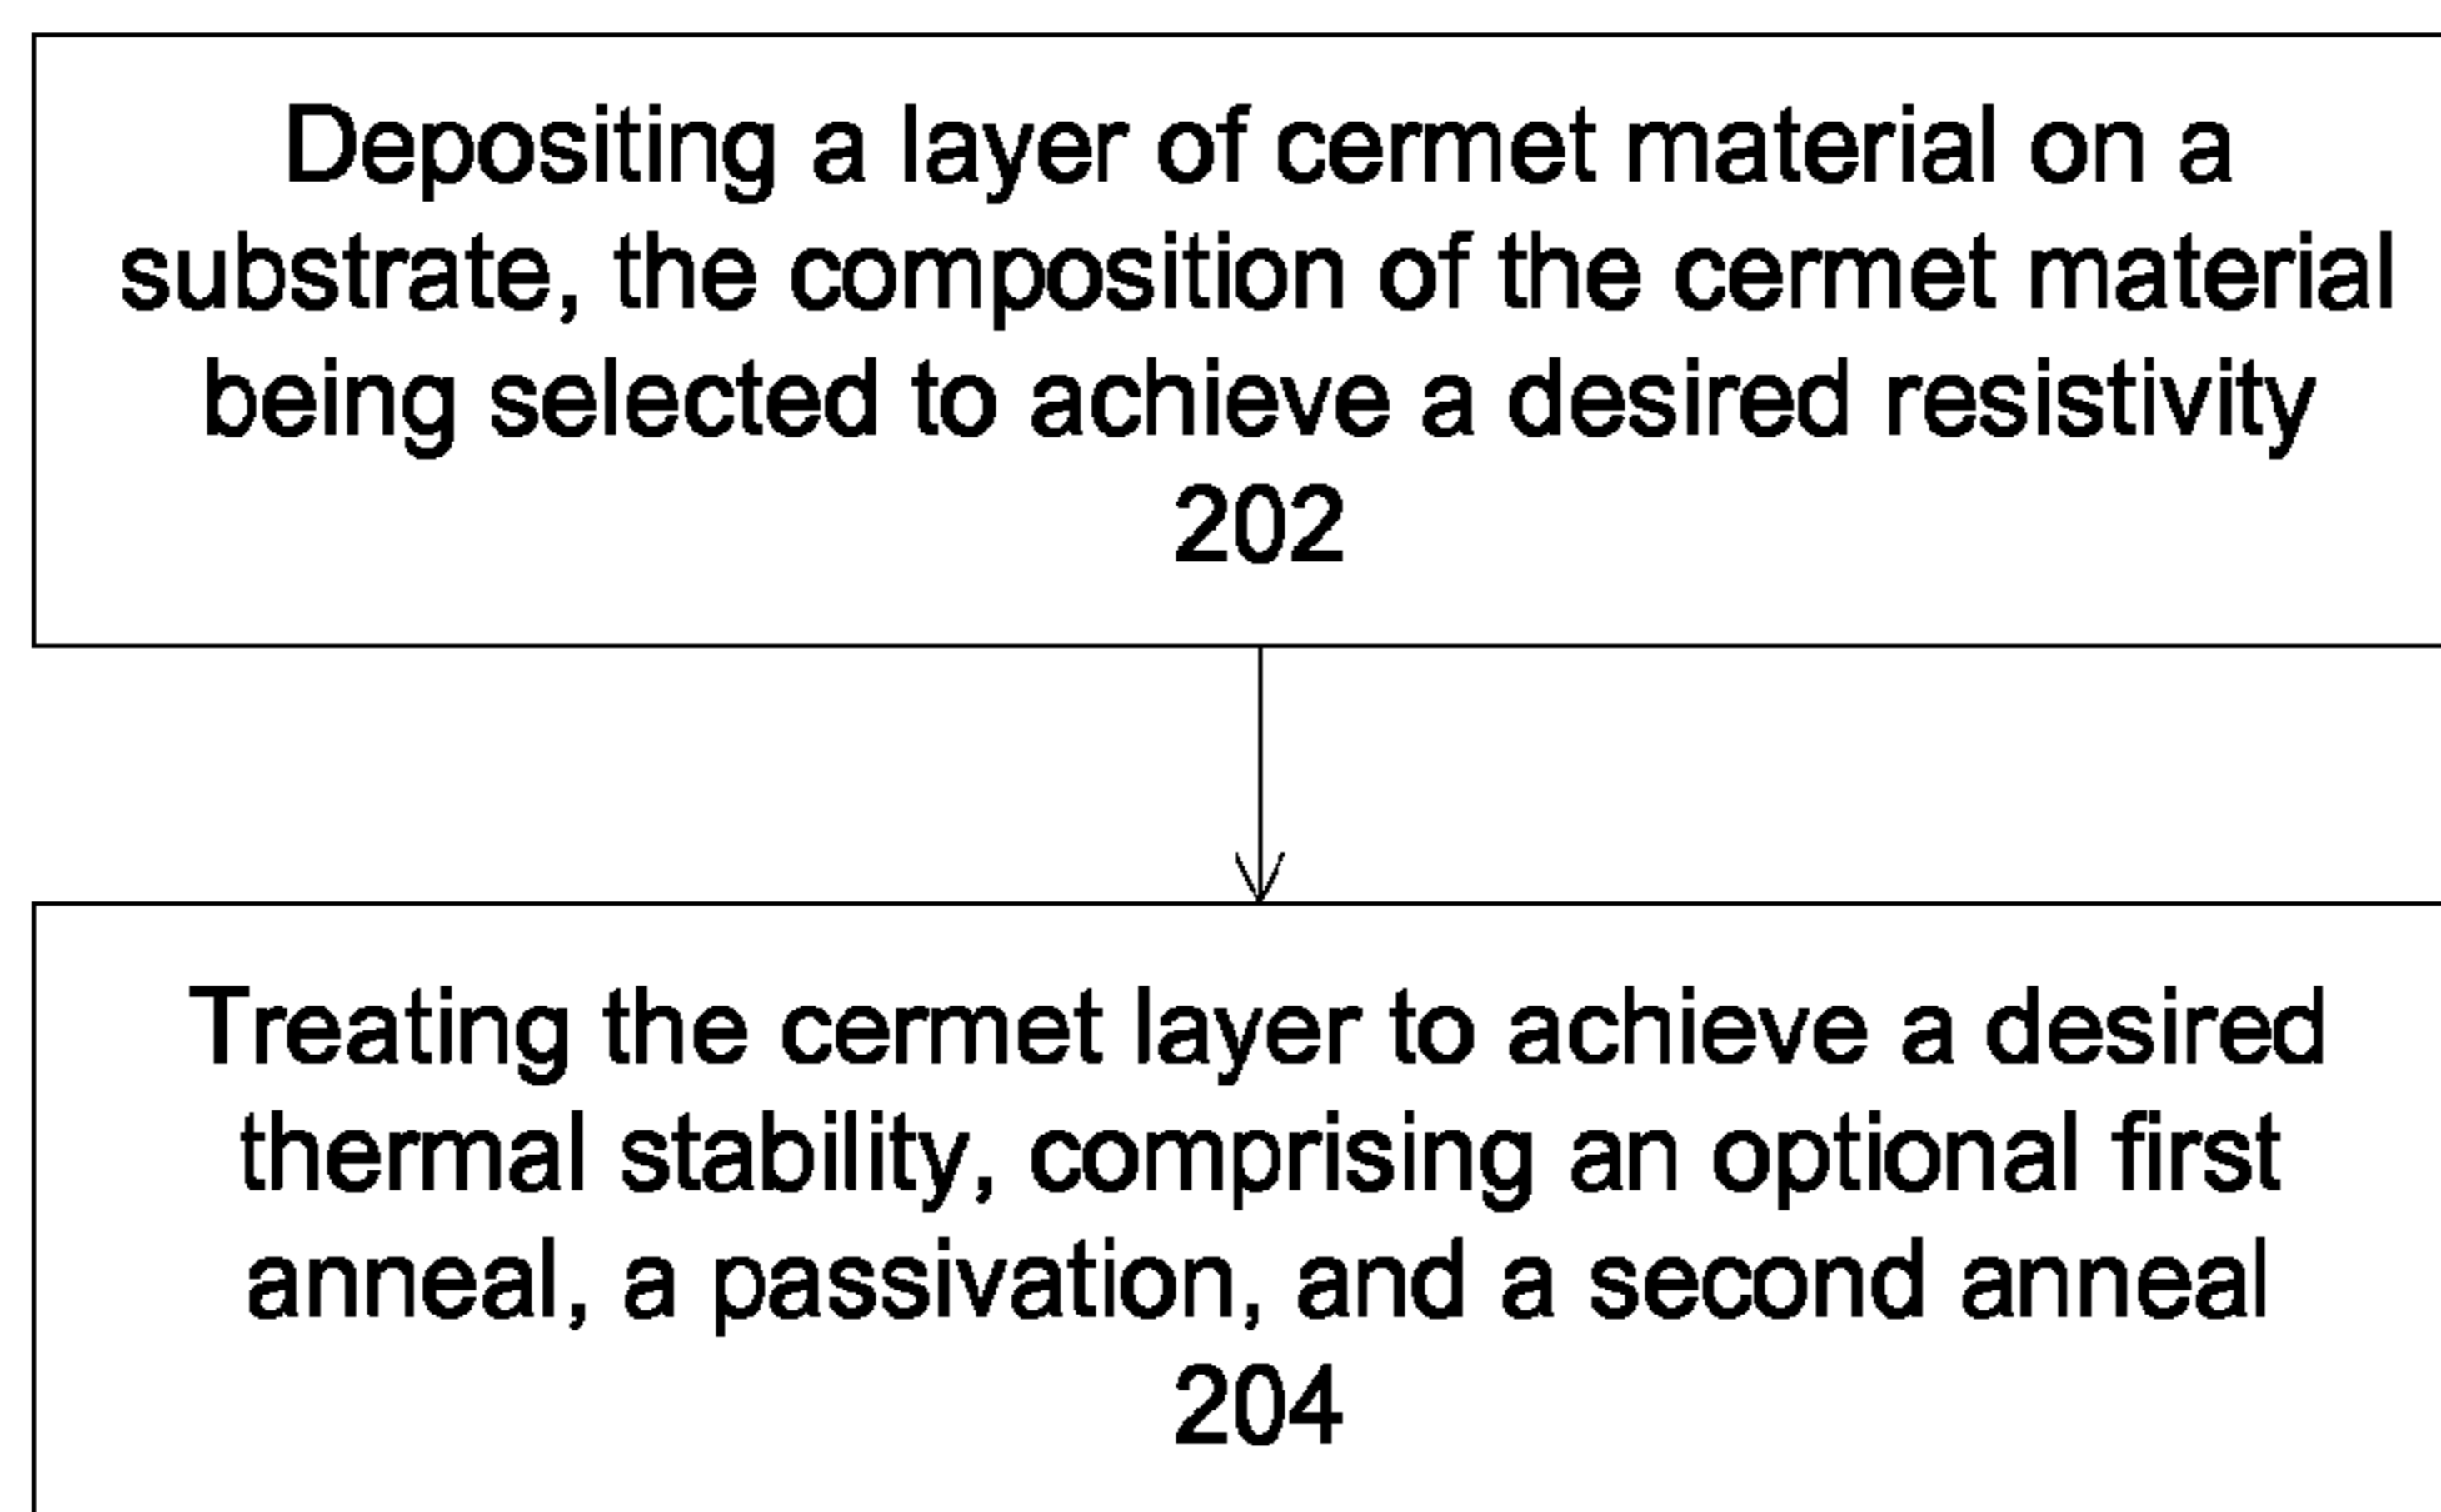 Depositing a layer of cermet material on a
substrate, the composition of the cermet material
being selected to achieve a desired resistivity
202
Treating the cermet layer to achieve a desired
thermal stability, comprising an optional first
anneal, a passivation, and a second anneal
204